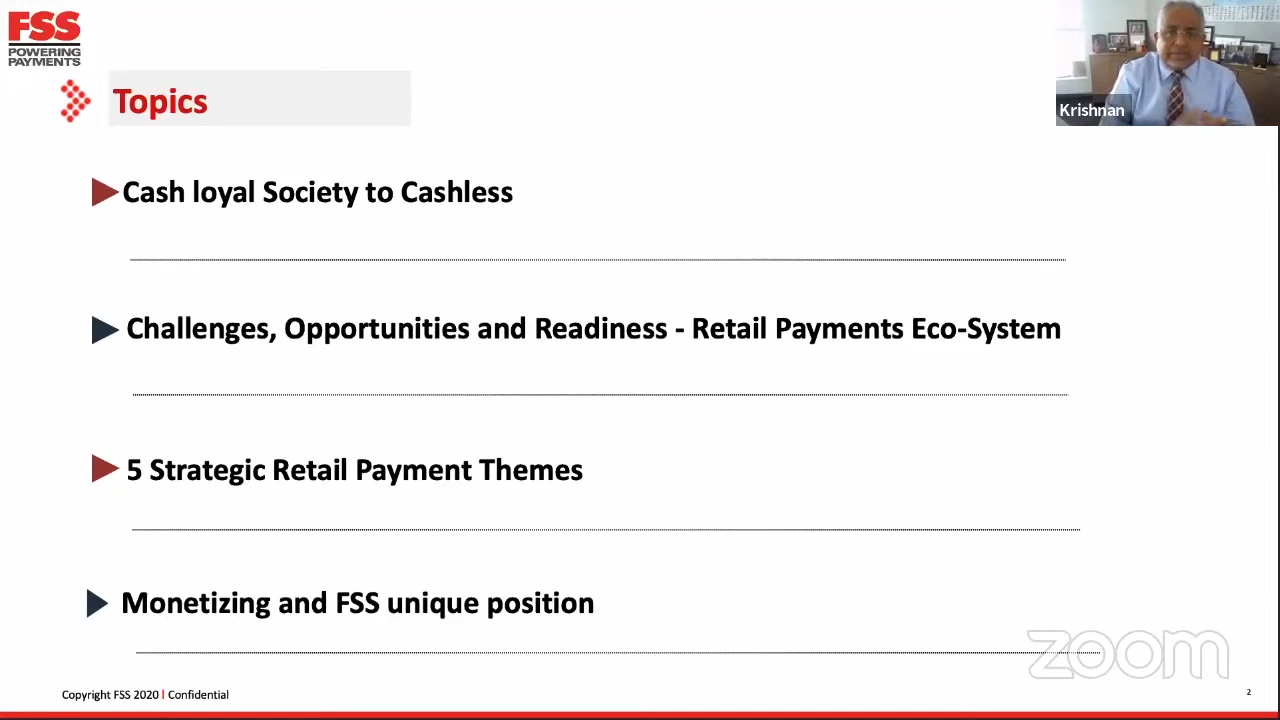 FSS
POWERING
PAYMENTS
Krishnan
Topics
Cash loyal Society to Cashless
Challenges, Opportunities and Readiness - Retail Payments Eco-System
5 Strategic Retail Payment Themes
Monetizing and FSS unique position
zoom
Copyright FSS 2020 I Confidential
2